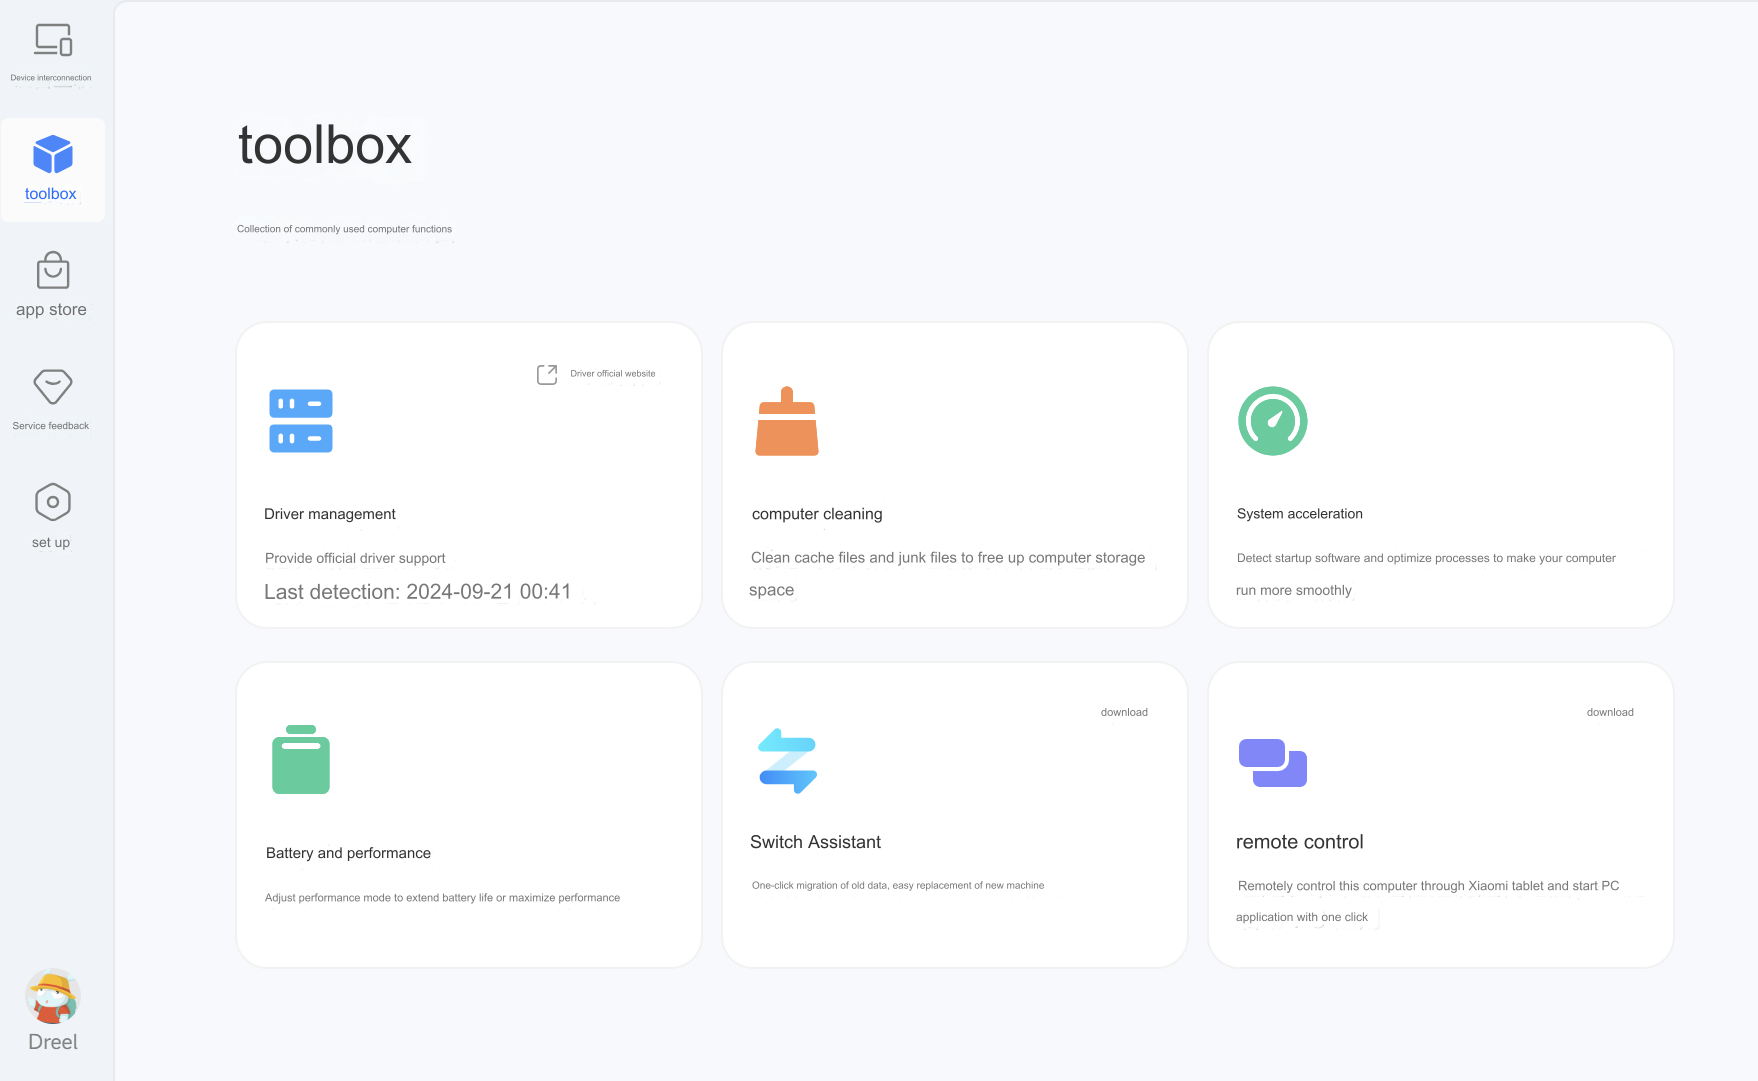 Device interconnection
toolbox
app store
Service feedback
set up
Dreel
toolbox
Collection of commonly used computer functions
Driver official website
Driver management
Provide official driver support
Last detection: 2024-09-21 00:41
computer cleaning
Clean cache files and junk files to free up computer storage
space
System acceleration
Detect startup software and optimize processes to make your computer
run more smoothly
Battery and performance
Adjust performance mode to extend battery life or maximize performance
download
Switch Assistant
One-click migration of old data, easy replacement of new machine
download
remote control
Remotely control this computer through Xiaomi tablet and start PC
application with one click